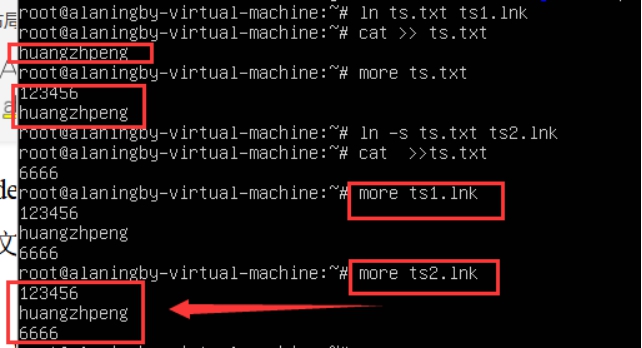 root@alaningby-virtual-machine:~# ln ts.txt ts1.lnk
root@alaningby-virtual-machine:~# cat >> ts.txt
huangzhpeng
root@alaningby-virtual-machine:~# more ts.txt
123456
huangzhpeng
root@alaningby-virtual-machine:~# ln -s ts.txt ts2.lnk
root@alaningby-virtual-machine:~# cat  >>ts.txt
6666
root@alaningby-virtual-machine:~# more ts1.lnk
123456
huangzhpeng
6666
root@alaningby-virtual-machine:~# more ts2.lnk
123456
huangzhpeng
6666